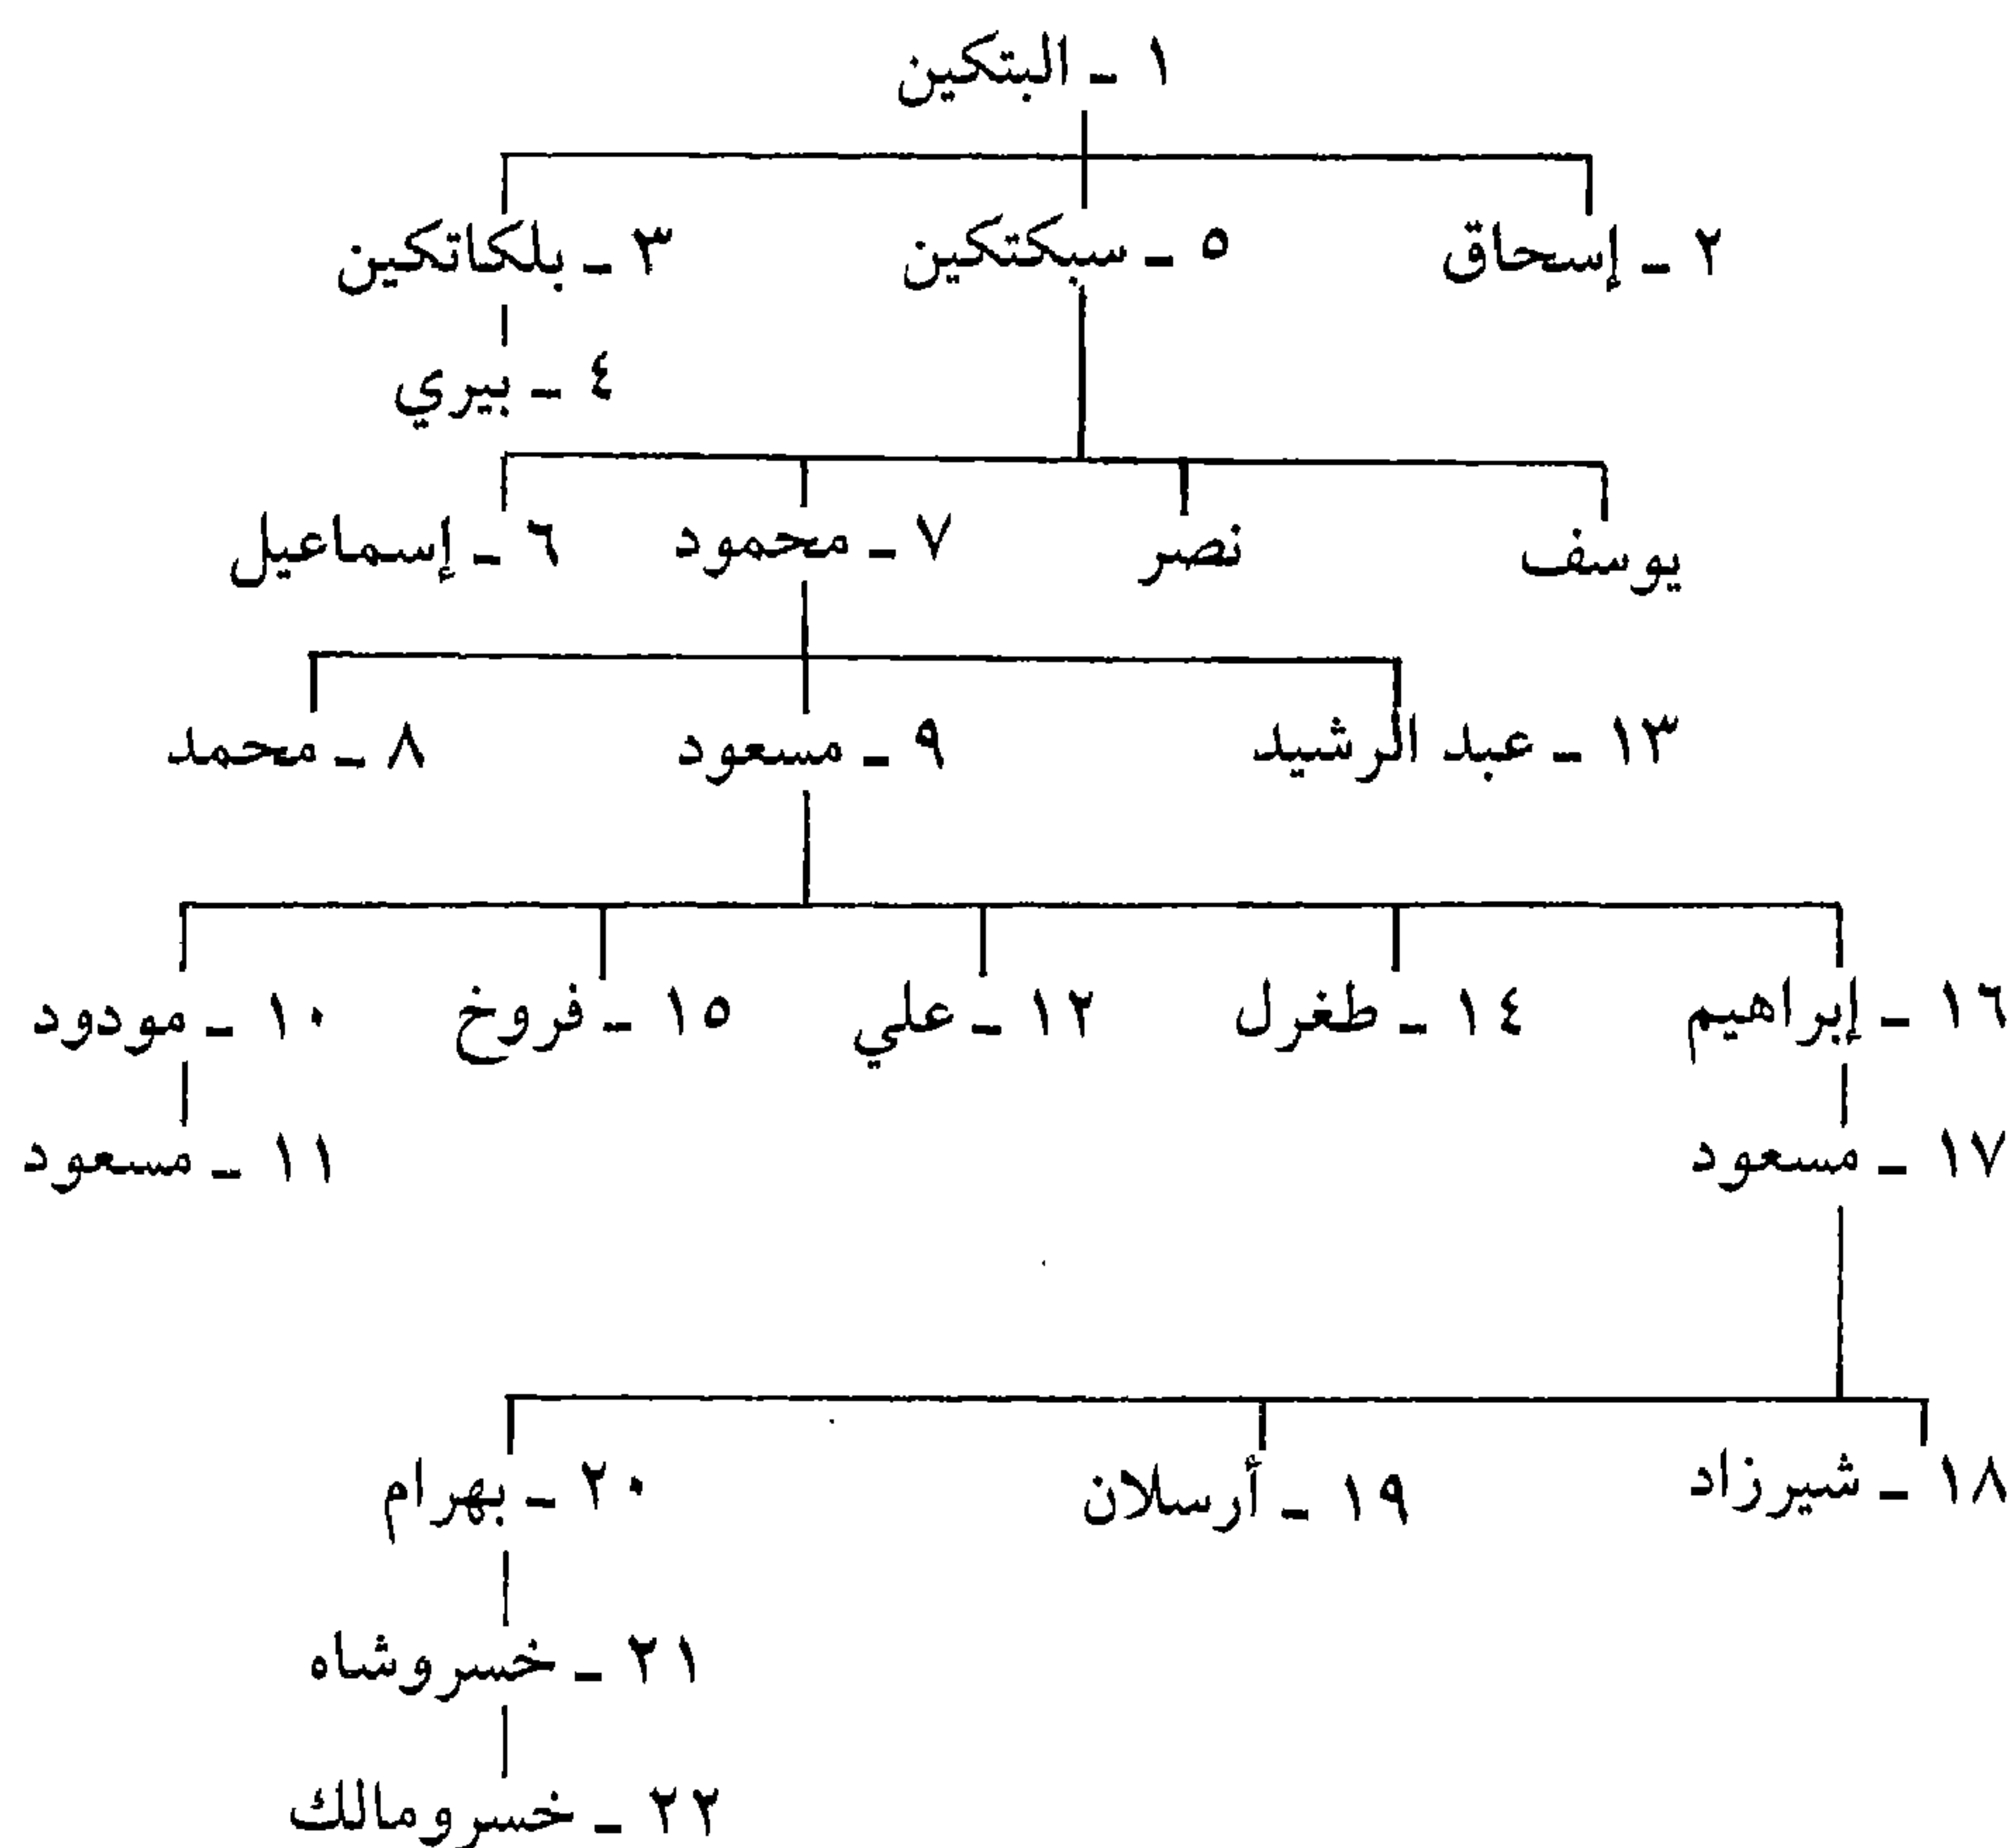 ١ - البتكين
٢ - إسحاق ٥ - سبكتكين ٣ - بلكاتكين
٤ - بيري
يوسف نصر ٧ - محمود ٦ - إسماعيل
١٣ - عبد الرشيد ٩ - مسعود ٨ - محمد
١٦ - إبراهيم ١٤ - طغرل ١٢ - علي ١٥ - فروخ ١٠ - مودود
١٧ - مسعود ١١ - مسعود
١٨ - شيرزاد ١٩ - أرسلان ٢٠ - بهرام
٢١ - خسروشاه
٢٢ - خسرومالك